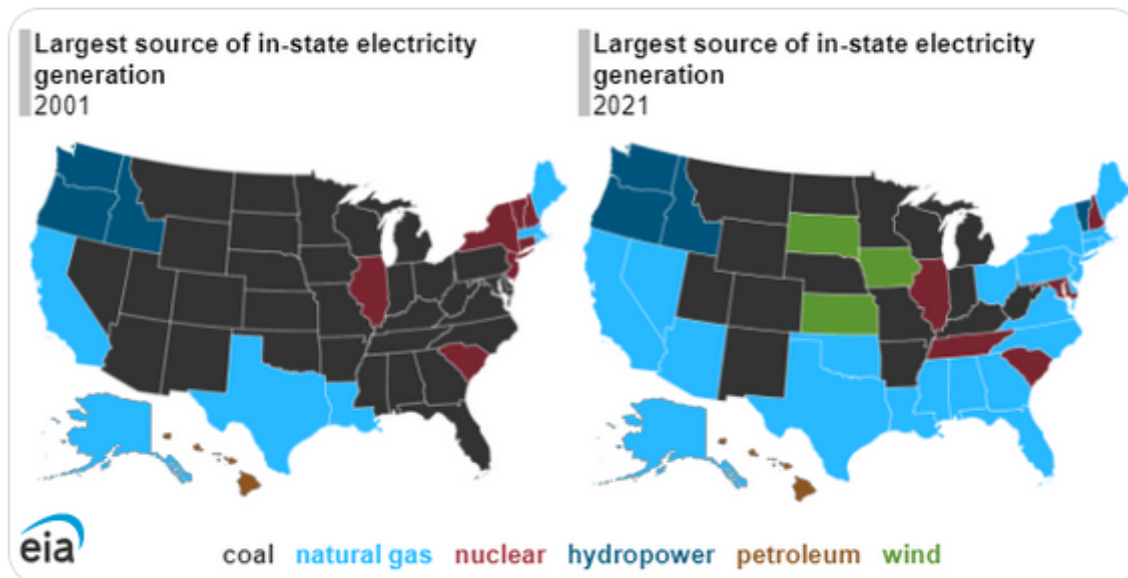 Largest source of in-state electricity
generation
2001
Largest source of in-state electricity
generation
2021
eia
coal natural gas nuclear hydropower petroleum wind